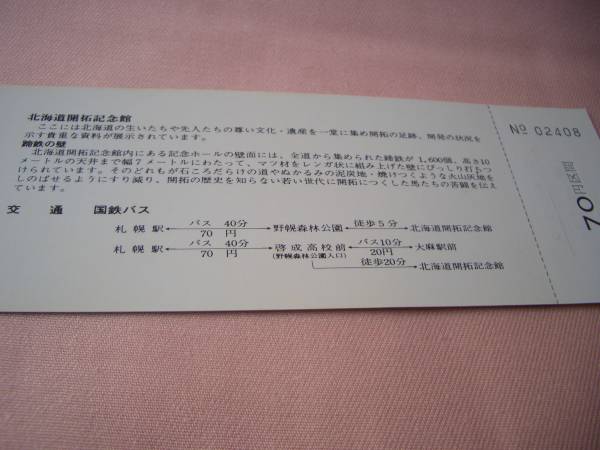 北海道開拓記念館
ここには北海道の生いたちや先人たちの尊い文化・遺産を一堂に集め開拓の足跡、開発の状況を
示す貴重な資料が展示されています。
蹄鉄の壁
北海道開拓記念館内にある記念ホールの壁面には、全道から集められた蹄鉄が1,600個、高さ10
メートルの天井まで幅7メートルにわたって、マツ材をレンガ状に組み上げた壁にびっしり打ちつ
けられています。そのどれもが石ころだらけの道やぬかるみの泥炭地・焼けつくような火山灰地を
しのばせるようにすり減り、開拓の歴史を知らない若い世代に開拓につくした馬たちの苦闘を伝え
ています。
交通 国鉄バス
札幌駅 バス 40分 70円 野幌森林公園 徒歩5分 北海道開拓記念館
札幌駅 バス 40分 70円 啓成高校前 (野幌森林公園入口) バス10分 20円 大麻駅前
徒歩20分 北海道開拓記念館
No 02408
70円区間